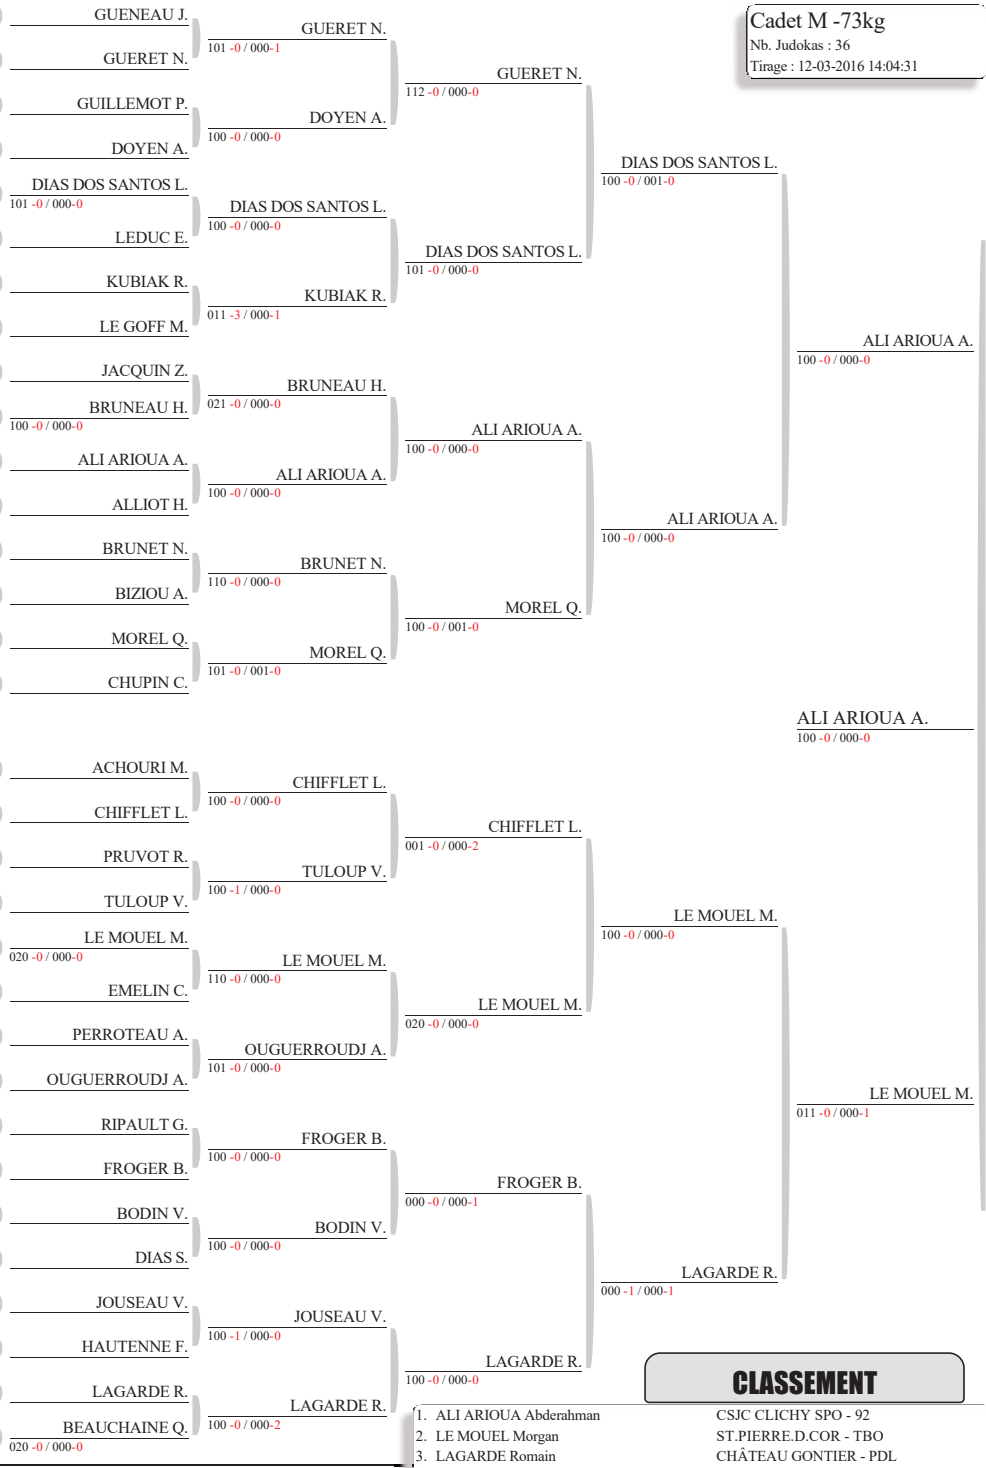 Cadet M -73kg
Nb. Judokas : 36
Tirage : 12-03-2016 14:04:31
GUENEAU J.
GUERET N.
GUILLEMOT P.
DOYEN A.
DIAS DOS SANTOS L.
101 -0 / 000-0
LEDUC E.
KUBIAK R.
LE GOFF M.
JACQUIN Z.
BRUNEAU H.
100 -0 / 000-0
ALI ARIOUA A.
ALLIOT H.
BRUNET N.
BIZIOU A.
MOREL Q.
CHUPIN C.
ACHOURI M.
CHIFFLET L.
PRUVOT R.
TULOUP V.
LE MOUEL M.
020 -0 / 000-0
EMELIN C.
PERROTEAU A.
OUGUERROUDJ A.
RIPAULT G.
FROGER B.
BODIN V.
DIAS S.
JOUSEAU V.
HAUTENNE F.
LAGARDE R.
BEAUCHAINE Q.
020 -0 / 000-0
GUERET N.
101 -0 / 000-1
DOYEN A.
100 -0 / 000-0
DIAS DOS SANTOS L.
100 -0 / 000-0
KUBIAK R.
011 -3 / 000-1
BRUNEAU H.
021 -0 / 000-0
ALI ARIOUA A.
100 -0 / 000-0
BRUNET N.
110 -0 / 000-0
MOREL Q.
101 -0 / 001-0
CHIFFLET L.
100 -0 / 000-0
TULOUP V.
100 -1 / 000-0
LE MOUEL M.
110 -0 / 000-0
OUGUERROUDJ A.
101 -0 / 000-0
FROGER B.
100 -0 / 000-0
BODIN V.
100 -0 / 000-0
JOUSEAU V.
100 -1 / 000-0
LAGARDE R.
100 -0 / 000-2
GUERET N.
112 -0 / 000-0
DIAS DOS SANTOS L.
101 -0 / 000-0
ALI ARIOUA A.
100 -0 / 000-0
MOREL Q.
100 -0 / 001-0
CHIFFLET L.
001 -0 / 000-2
LE MOUEL M.
020 -0 / 000-0
FROGER B.
000 -0 / 000-1
LAGARDE R.
100 -0 / 000-0
DIAS DOS SANTOS L.
100 -0 / 001-0
ALI ARIOUA A.
100 -0 / 000-0
LE MOUEL M.
100 -0 / 000-0
LAGARDE R.
000 -1 / 000-1
ALI ARIOUA A.
100 -0 / 000-0
ALI ARIOUA A.
100 -0 / 000-0
LE MOUEL M.
011 -0 / 000-1
CLASSEMENT
1. ALI ARIOUA Abderahman CSJC CLICHY SPO - 92
2. LE MOUEL Morgan ST.PIERRE.D.COR - TBO
3. LAGARDE Romain CHÂTEAU GONTIER - PDL